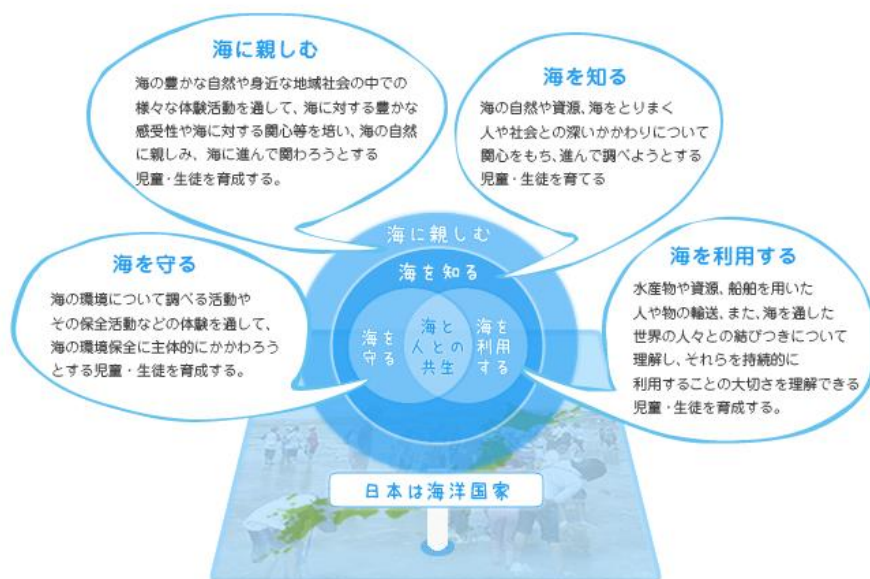 海に親しむ
海の豊かな自然や身近な地域社会の中での
様々な体験活動を通して、海に対する豊かな
感受性や海に対する関心等を培い、海の自然
に親しみ、海に進んで関わろうとする
児童・生徒を育成する。
海を知る
海の自然や資源、海をとりまく
人や社会との深いかかわりについて
関心をもち、進んで調べようとする
児童・生徒を育てる
海を守る
海の環境について調べる活動や
その保全活動などの体験を通して、
海の環境保全に主体的にかかわろう
とする児童・生徒を育成する。
海を利用する
水産物や資源、船舶を用いた
人や物の輸送、また、海を通した
世界の人々との結びつきについて
理解し、それらを持続的に
利用することの大切さを理解できる
児童・生徒を育成する。
海に親しむ
海を知る
海を
守る
海と
人との
共生
海を
利用
する
日本は海洋国家